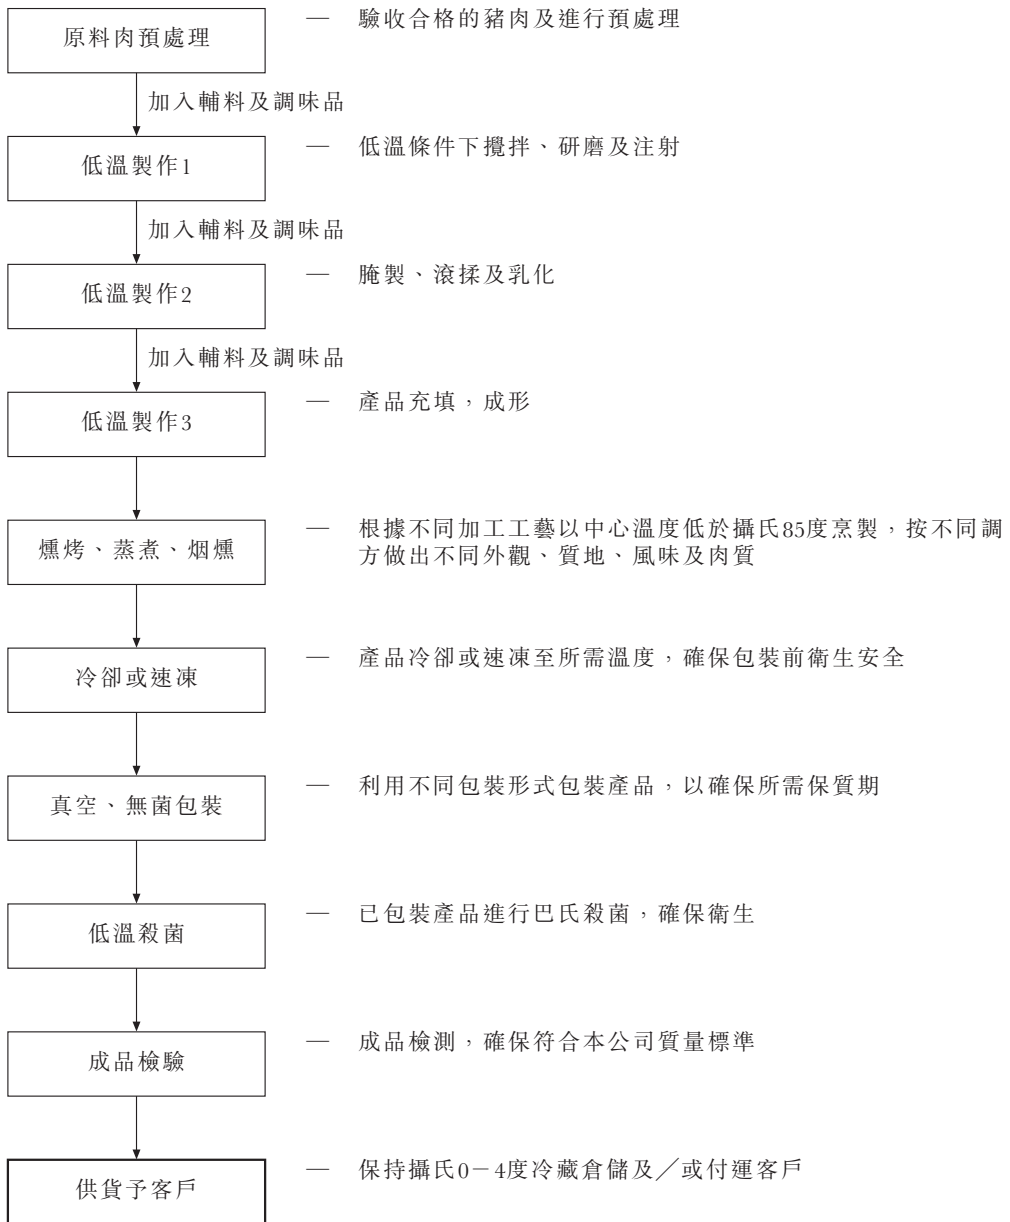 原料肉預處理
— 驗收合格的豬肉及進行預處理
加入輔料及調味品
低溫製作1
— 低溫條件下攪拌、研磨及注射
加入輔料及調味品
低溫製作2
— 腌製、滾揉及乳化
加入輔料及調味品
低溫製作3
— 產品充填，成形
燻烤、蒸煮、烟燻
— 根據不同加工工藝以中心溫度低於攝氏85度烹製，按不同調
方做出不同外觀、質地、風味及肉質
冷卻或速凍
— 產品冷卻或速凍至所需溫度，確保包裝前衛生安全
真空、無菌包裝
— 利用不同包裝形式包裝產品，以確保所需保質期
低溫殺菌
— 已包裝產品進行巴氏殺菌，確保衛生
成品檢驗
— 成品檢測，確保符合本公司質量標準
供貨予客戶
— 保持攝氏0－4度冷藏倉儲及／或付運客戶